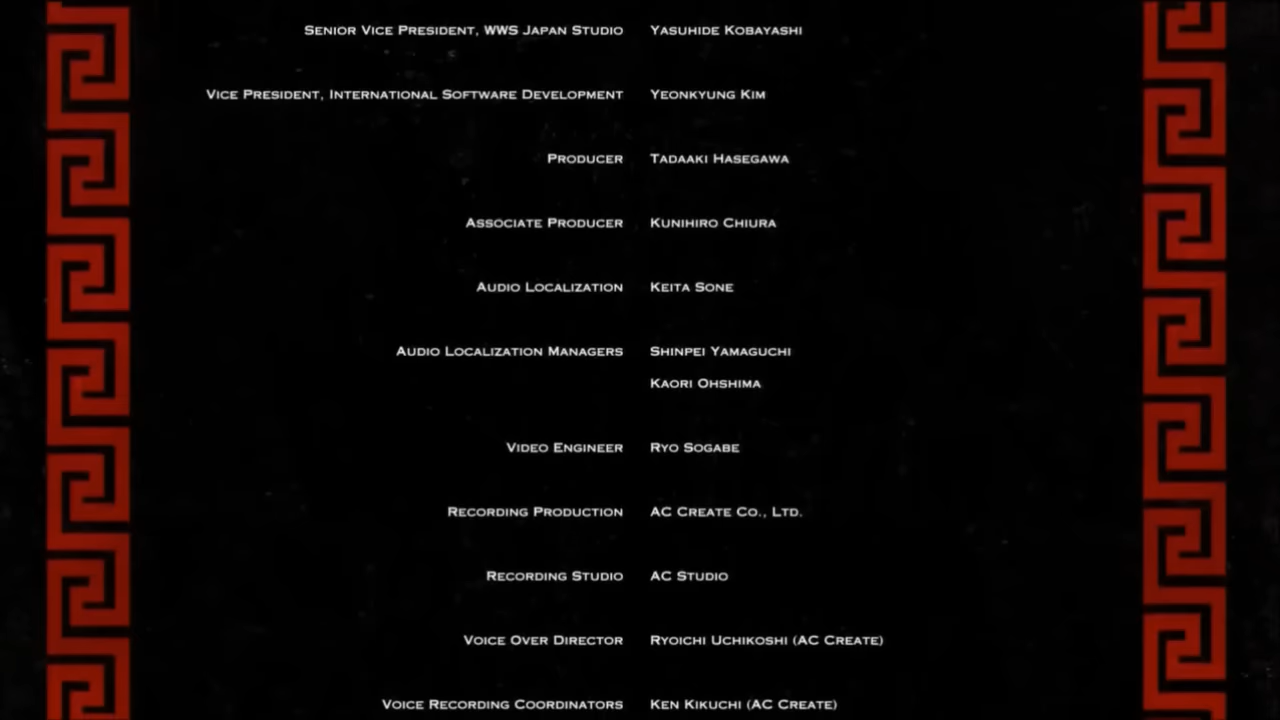 Senior Vice President, WWS Japan Studio Yasuhide Kobayashi
Vice President, International Software Development Yeonkyung Kim
Producer Tadaaki Hasegawa
Associate Producer Kunihiro Chiura
Audio Localization Keita Sone
Audio Localization Managers Shinpei Yamaguchi
Kaori Ohshima
Video Engineer Ryo Sogabe
Recording Production AC Create Co., Ltd.
Recording Studio AC Studio
Voice Over Director Ryoichi Uchikoshi (AC Create)
Voice Recording Coordinators Ken Kikuchi (AC Create)